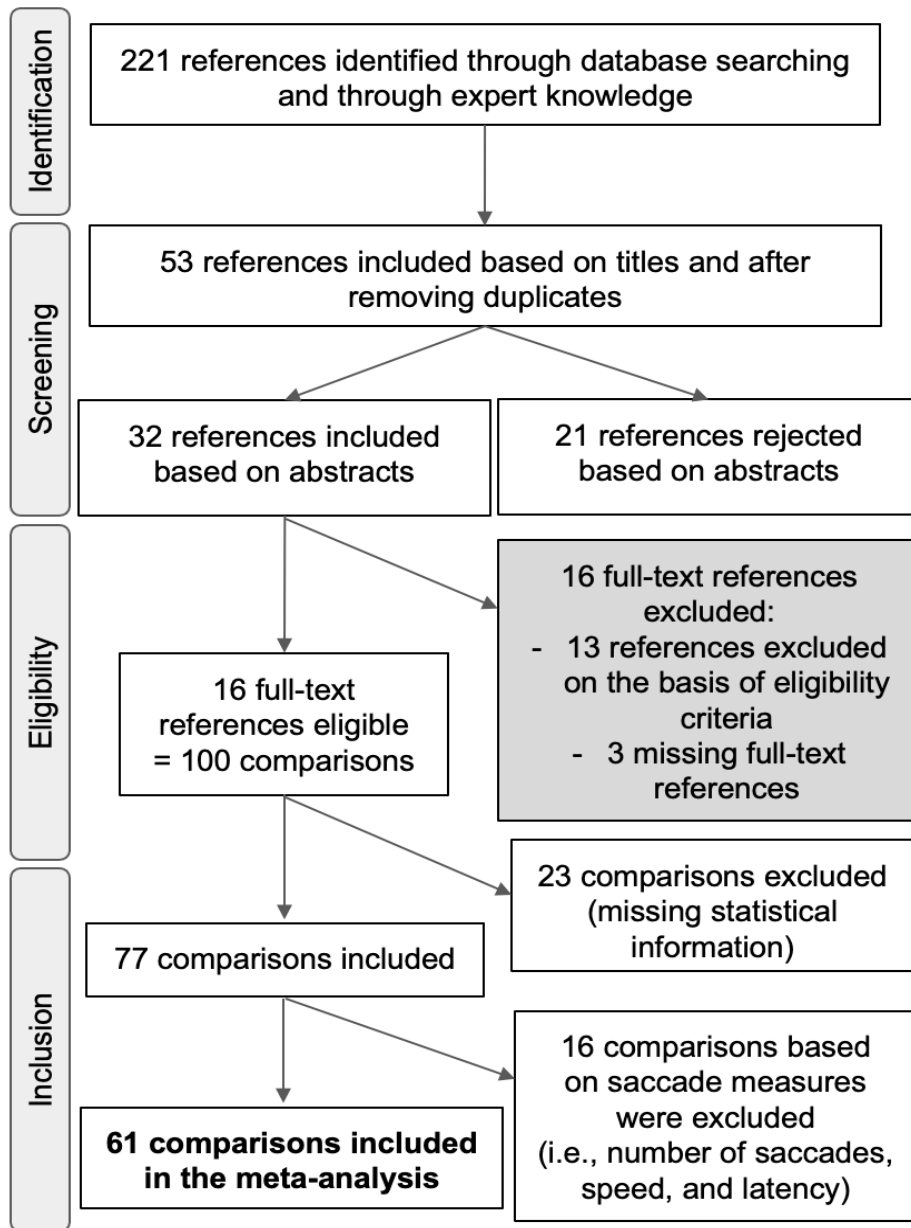 Identification
221 references identified through database searching
and through expert knowledge
Screening
53 references included based on titles and after
removing duplicates
32 references included
based on abstracts
21 references rejected
based on abstracts
Eligibility
16 full-text references
excluded:
- 13 references excluded
on the basis of eligibility
criteria
- 3 missing full-text
references
16 full-text
references eligible
= 100 comparisons
Inclusion
23 comparisons excluded
(missing statistical
information)
77 comparisons included
16 comparisons based
on saccade measures
were excluded
(i.e., number of saccades,
speed, and latency)
61 comparisons included
in the meta-analysis